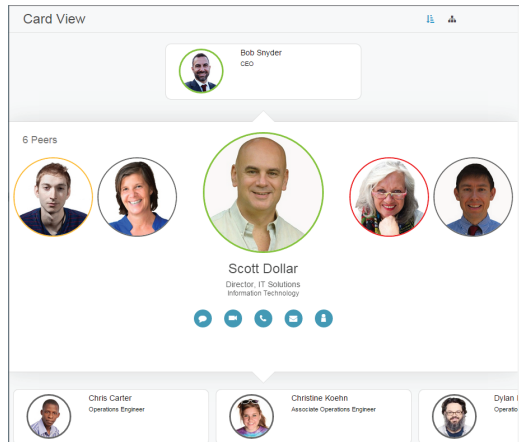 Card View
Bob Snyder
CEO
6 Peers
Scott Dollar
Director, IT Solutions
Information Technology
Chris Carter
Operations Engineer
Christine Koehn
Associate Operations Engineer
Dylan